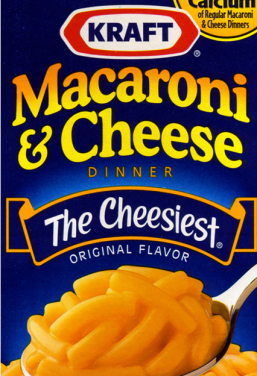 Calcium
of Regular Macaroni
& Cheese Dinners
KRAFT
®
Macaroni
& Cheese
DINNER
The Cheesiest®
ORIGINAL FLAVOR